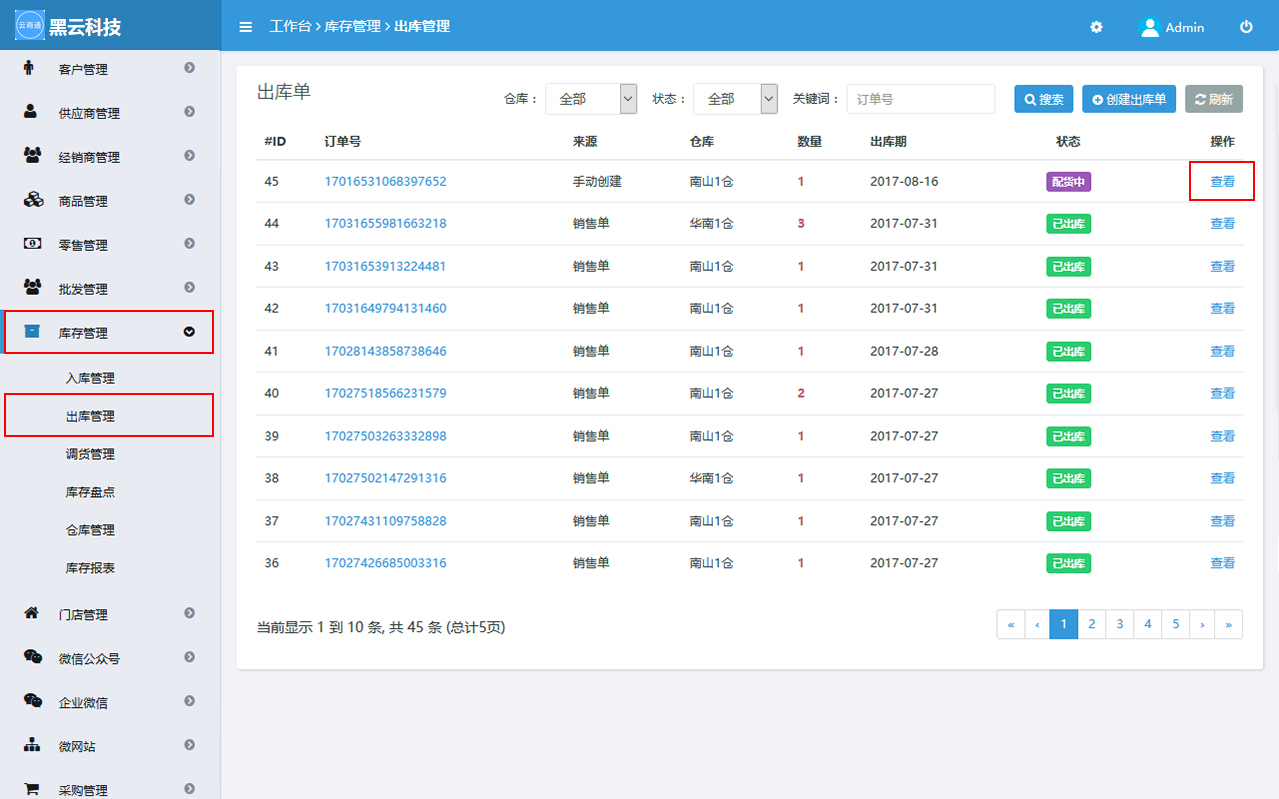 云商通 黑云科技
工作台 › 库存管理 › 出库管理
Admin
客户管理
供应商管理
经销商管理
商品管理
零售管理
批发管理
库存管理
入库管理
出库管理
调货管理
库存盘点
仓库管理
库存报表
门店管理
微信公众号
企业微信
微网站
采购管理
出库单
仓库： 全部 状态： 全部 关键词： 订单号 搜索 创建出库单 刷新
#ID 订单号 来源 仓库 数量 出库期 状态 操作
45 17016531068397652 手动创建 南山1仓 1 2017-08-16 配货中 查看
44 17031655981663218 销售单 华南1仓 3 2017-07-31 已出库 查看
43 17031653913224481 销售单 南山1仓 1 2017-07-31 已出库 查看
42 17031649794131460 销售单 南山1仓 1 2017-07-31 已出库 查看
41 17028143858738646 销售单 南山1仓 1 2017-07-28 已出库 查看
40 17027518566231579 销售单 南山1仓 2 2017-07-27 已出库 查看
39 17027503263332898 销售单 南山1仓 1 2017-07-27 已出库 查看
38 17027502147291316 销售单 华南1仓 1 2017-07-27 已出库 查看
37 17027431109758828 销售单 南山1仓 1 2017-07-27 已出库 查看
36 17027426685003316 销售单 南山1仓 1 2017-07-27 已出库 查看
当前显示 1 到 10 条, 共 45 条 (总计5页)
« ‹ 1 2 3 4 5 › »